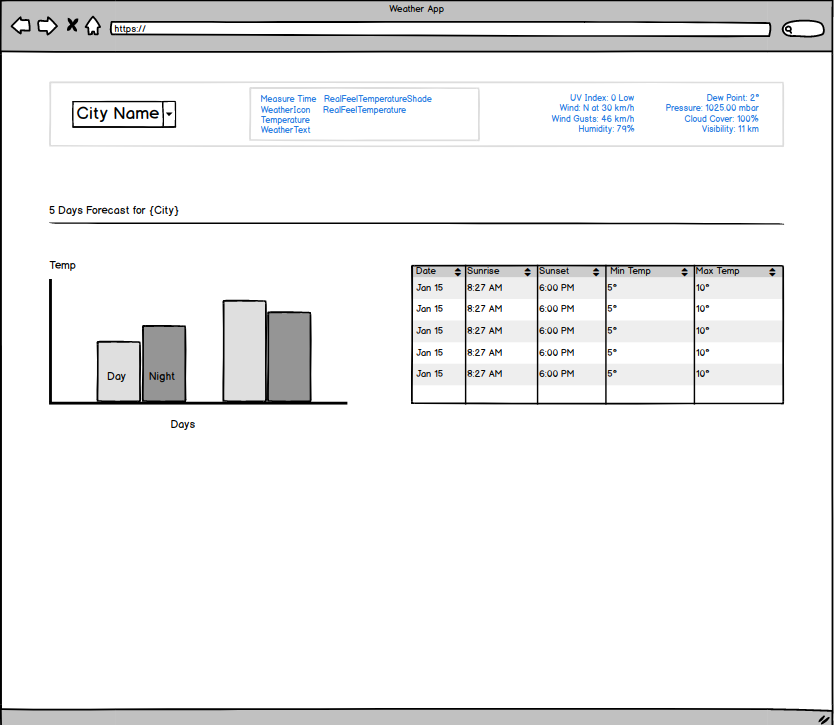 Weather App
https://
City Name
Measure Time RealFeelTemperatureShade
WeatherIcon RealFeelTemperature
Temperature
WeatherText
UV Index: 0 Low
Wind: N at 30 km/h
Wind Gusts: 46 km/h
Humidity: 79%
Dew Point: 2°
Pressure: 1025.00 mbar
Cloud Cover: 100%
Visibility: 11 km
5 Days Forecast for {City}
Temp
Day
Night
Days
Date Sunrise Sunset Min Temp Max Temp
Jan 15 8:27 AM 6:00 PM 5° 10°
Jan 15 8:27 AM 6:00 PM 5° 10°
Jan 15 8:27 AM 6:00 PM 5° 10°
Jan 15 8:27 AM 6:00 PM 5° 10°
Jan 15 8:27 AM 6:00 PM 5° 10°